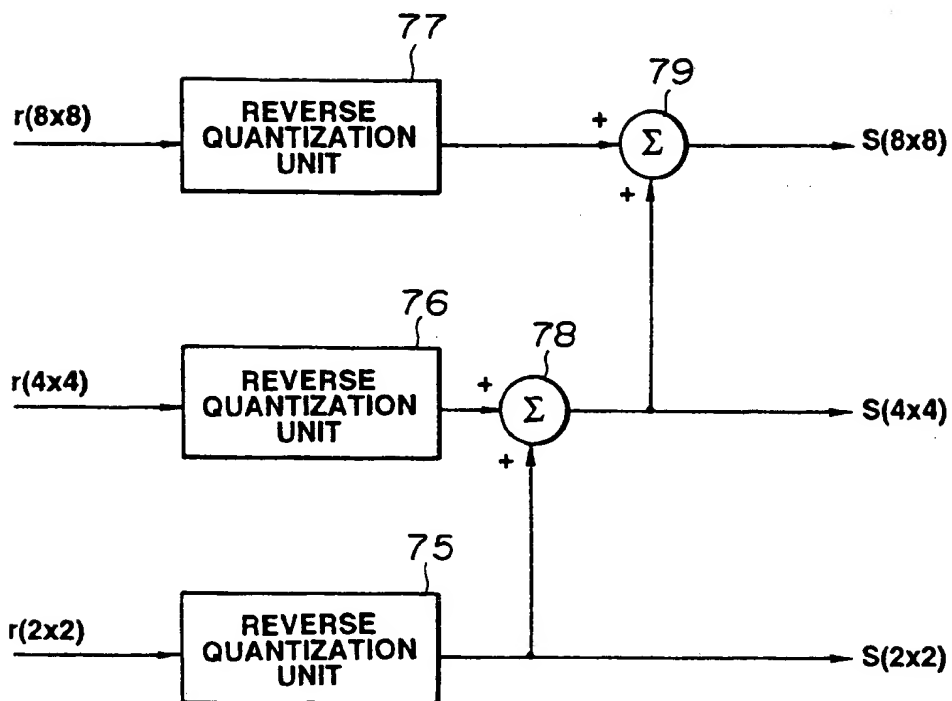 77
79
r(8x8)
REVERSE
QUANTIZATION
UNIT
+
Σ
S(8x8)
+
76
78
r(4x4)
REVERSE
QUANTIZATION
UNIT
+
Σ
S(4x4)
+
75
r(2x2)
REVERSE
QUANTIZATION
UNIT
S(2x2)